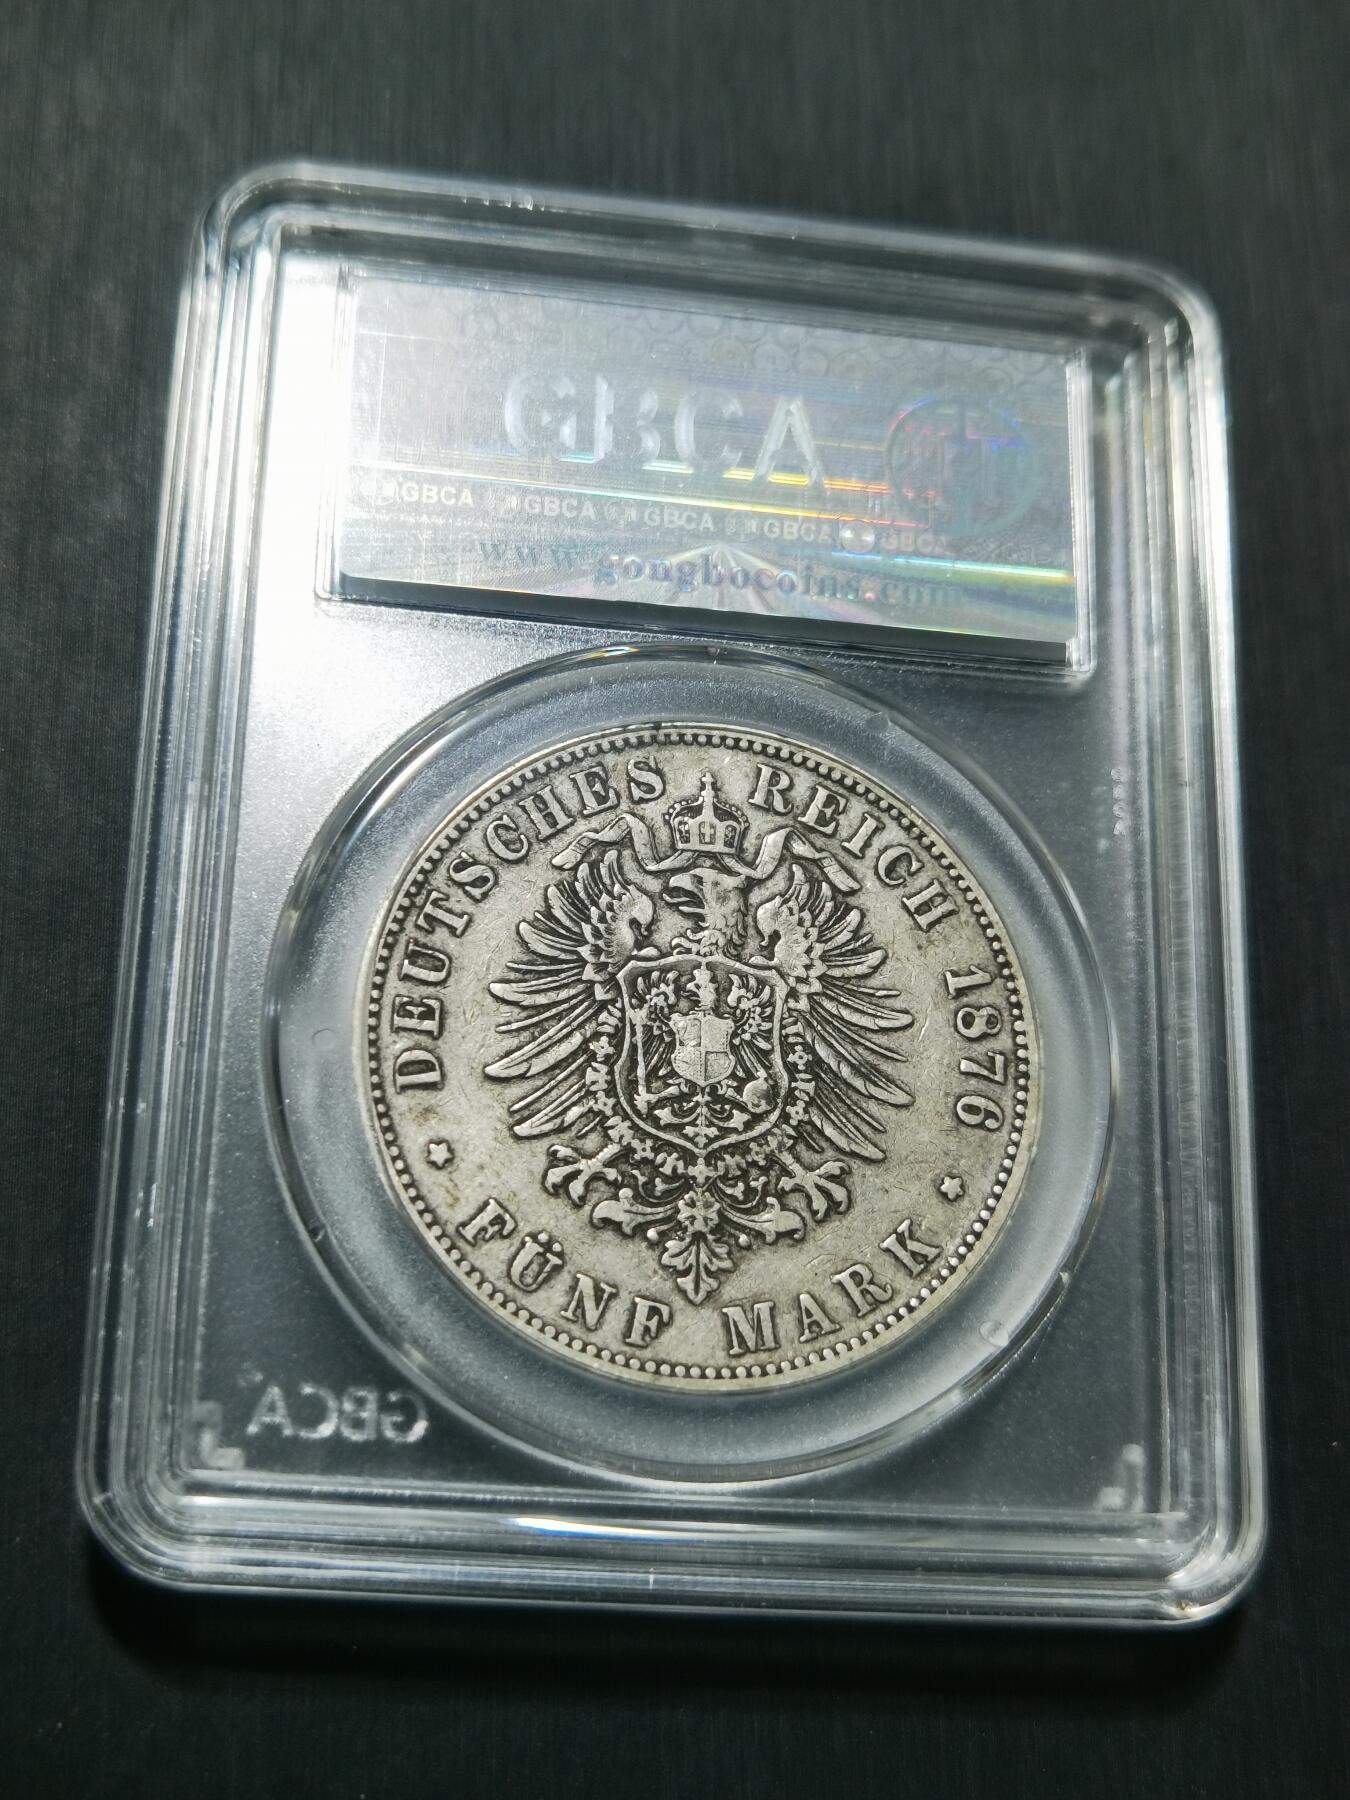 GBCA
GBCA GBCA GBCA GBCA GBCA
www.gongbocoins.com
DEUTSCHES REICH 1876
FÜNF MARK
GBCA